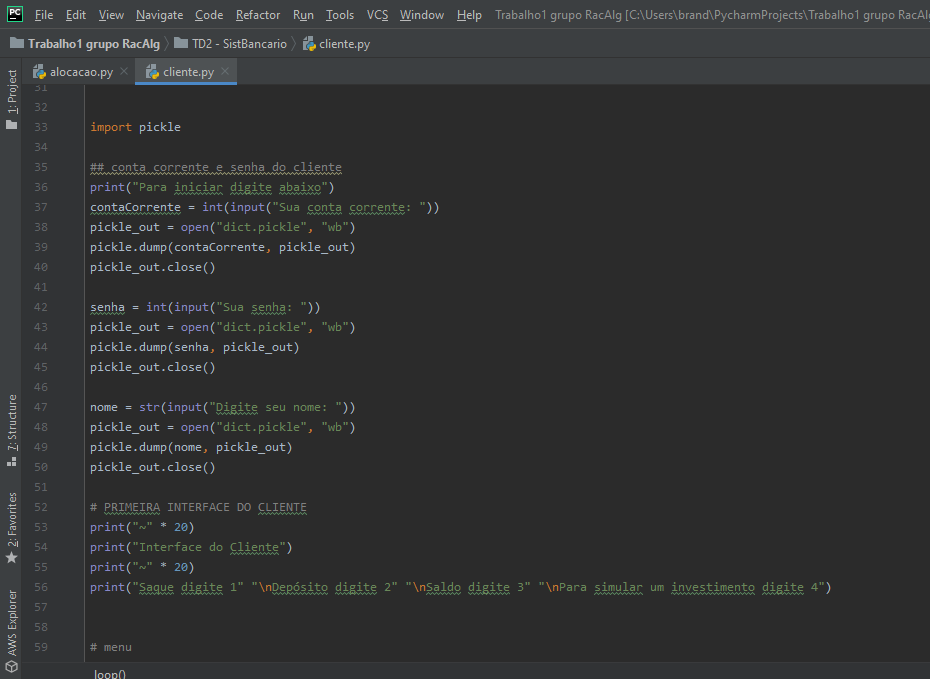 PC File Edit View Navigate Code Refactor Run Tools VCS Window Help Trabalho1 grupo RacAlg [C:\Users\brand\PycharmProjects\Trabalho1 grupo RacAl
Trabalho1 grupo RacAlg TD2 - SistBancario cliente.py
alocacao.py cliente.py
1: Project
7: Structure
2: Favorites
AWS Explorer
31
32
33 import pickle
34
35 ## conta corrente e senha do cliente
36 print("Para iniciar digite abaixo")
37 contaCorrente = int(input("Sua conta corrente: "))
38 pickle_out = open("dict.pickle", "wb")
39 pickle.dump(contaCorrente, pickle_out)
40 pickle_out.close()
41
42 senha = int(input("Sua senha: "))
43 pickle_out = open("dict.pickle", "wb")
44 pickle.dump(senha, pickle_out)
45 pickle_out.close()
46
47 nome = str(input("Digite seu nome: "))
48 pickle_out = open("dict.pickle", "wb")
49 pickle.dump(nome, pickle_out)
50 pickle_out.close()
51
52 # PRIMEIRA INTERFACE DO CLIENTE
53 print("~" * 20)
54 print("Interface do Cliente")
55 print("~" * 20)
56 print("Saque digite 1" "\nDepósito digite 2" "\nSaldo digite 3" "\nPara simular um investimento digite 4")
57
58
59 # menu
loop()